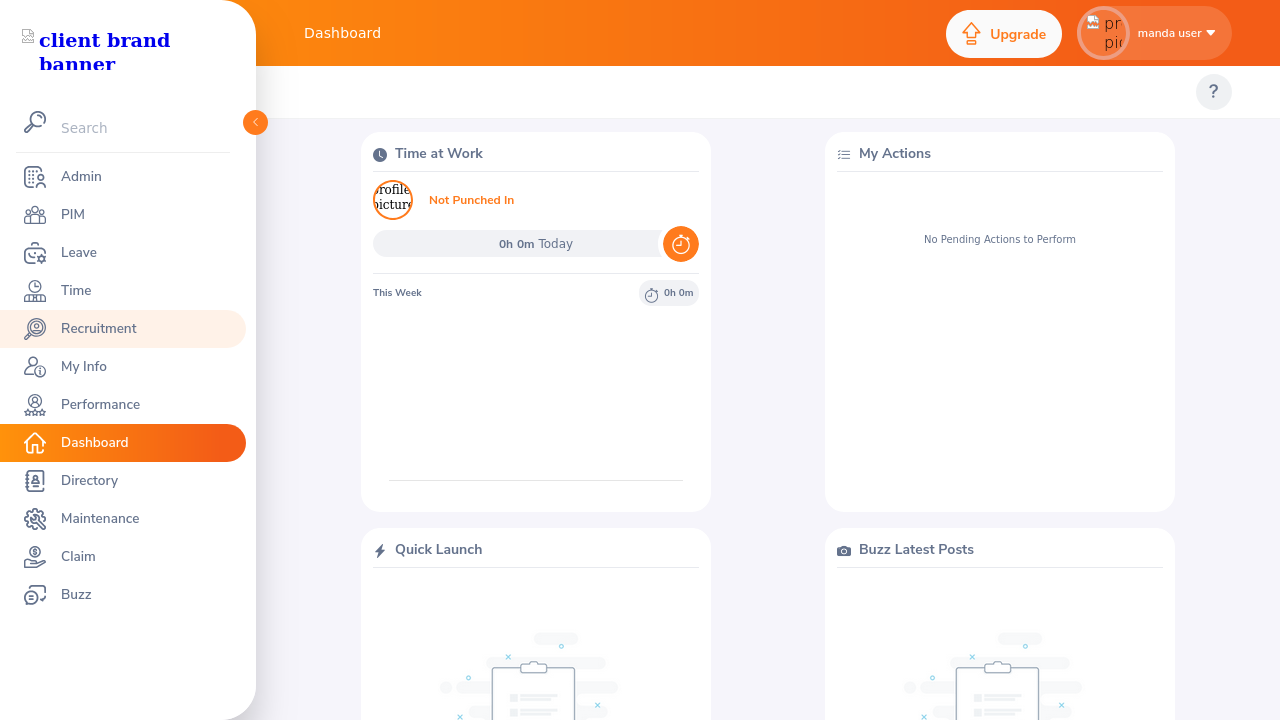 client brand
banner
Dashboard
Upgrade
manda user
Search
?
Admin
PIM
Leave
Time
Recruitment
My Info
Performance
Dashboard
Directory
Maintenance
Claim
Buzz
Time at Work
profile
picture
Not Punched In
0h 0m Today
This Week
0h 0m
My Actions
No Pending Actions to Perform
Quick Launch
Buzz Latest Posts